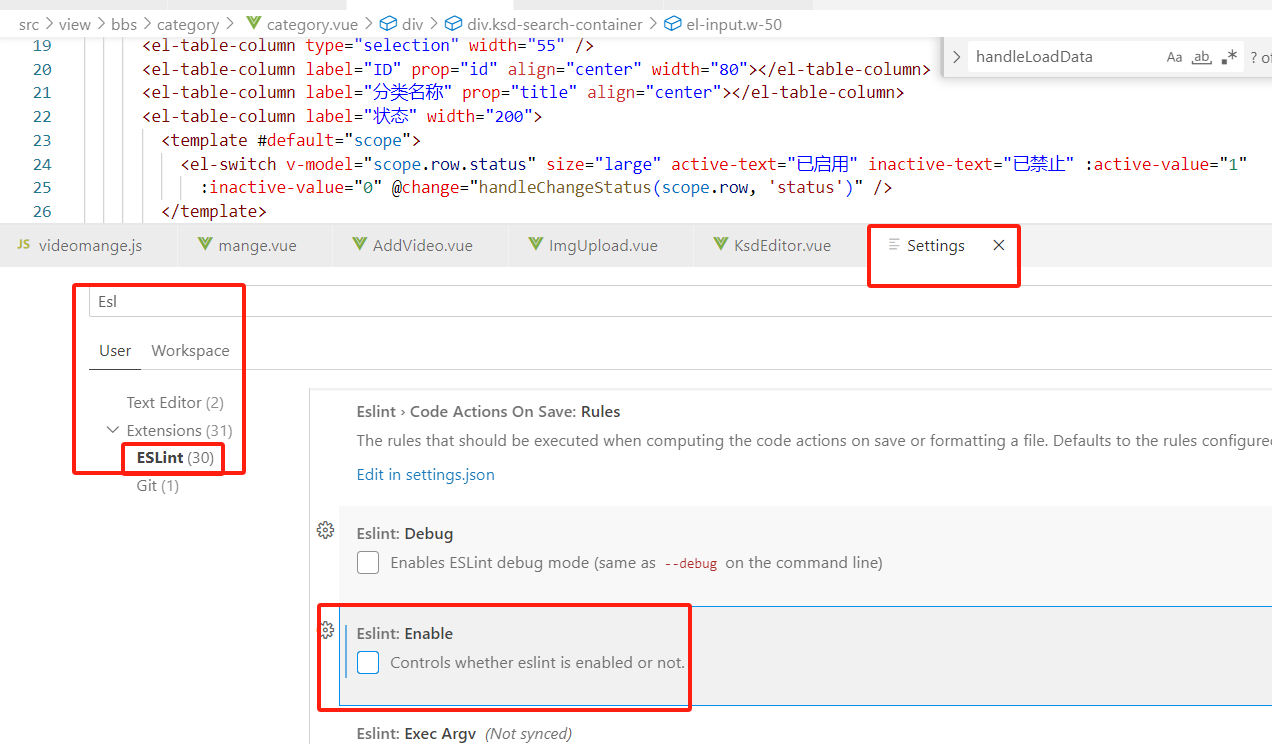 src > view > bbs > category > category.vue > div > div.ksd-search-container > el-input.w-50
19 <el-table-column type="selection" width="55" />
20 <el-table-column label="ID" prop="id" align="center" width="80"></el-table-column>
21 <el-table-column label="分类名称" prop="title" align="center"></el-table-column>
22 <el-table-column label="状态" width="200">
23 <template #default="scope">
24 <el-switch v-model="scope.row.status" size="large" active-text="已启用" inactive-text="已禁止" :active-value="1"
25 :inactive-value="0" @change="handleChangeStatus(scope.row, 'status')" />
26 </template>
> handleLoadData Aa ab .* ? of
JS videomange.js mange.vue AddVideo.vue ImgUpload.vue KsdEditor.vue Settings ×
Esl
User Workspace
Text Editor (2)
Extensions (31)
ESLint (30)
Git (1)
Eslint › Code Actions On Save: Rules
The rules that should be executed when computing the code actions on save or formatting a file. Defaults to the rules configured
Edit in settings.json
Eslint: Debug
Enables ESLint debug mode (same as --debug on the command line)
Eslint: Enable
Controls whether eslint is enabled or not.
Eslint: Exec Argv (Not synced)